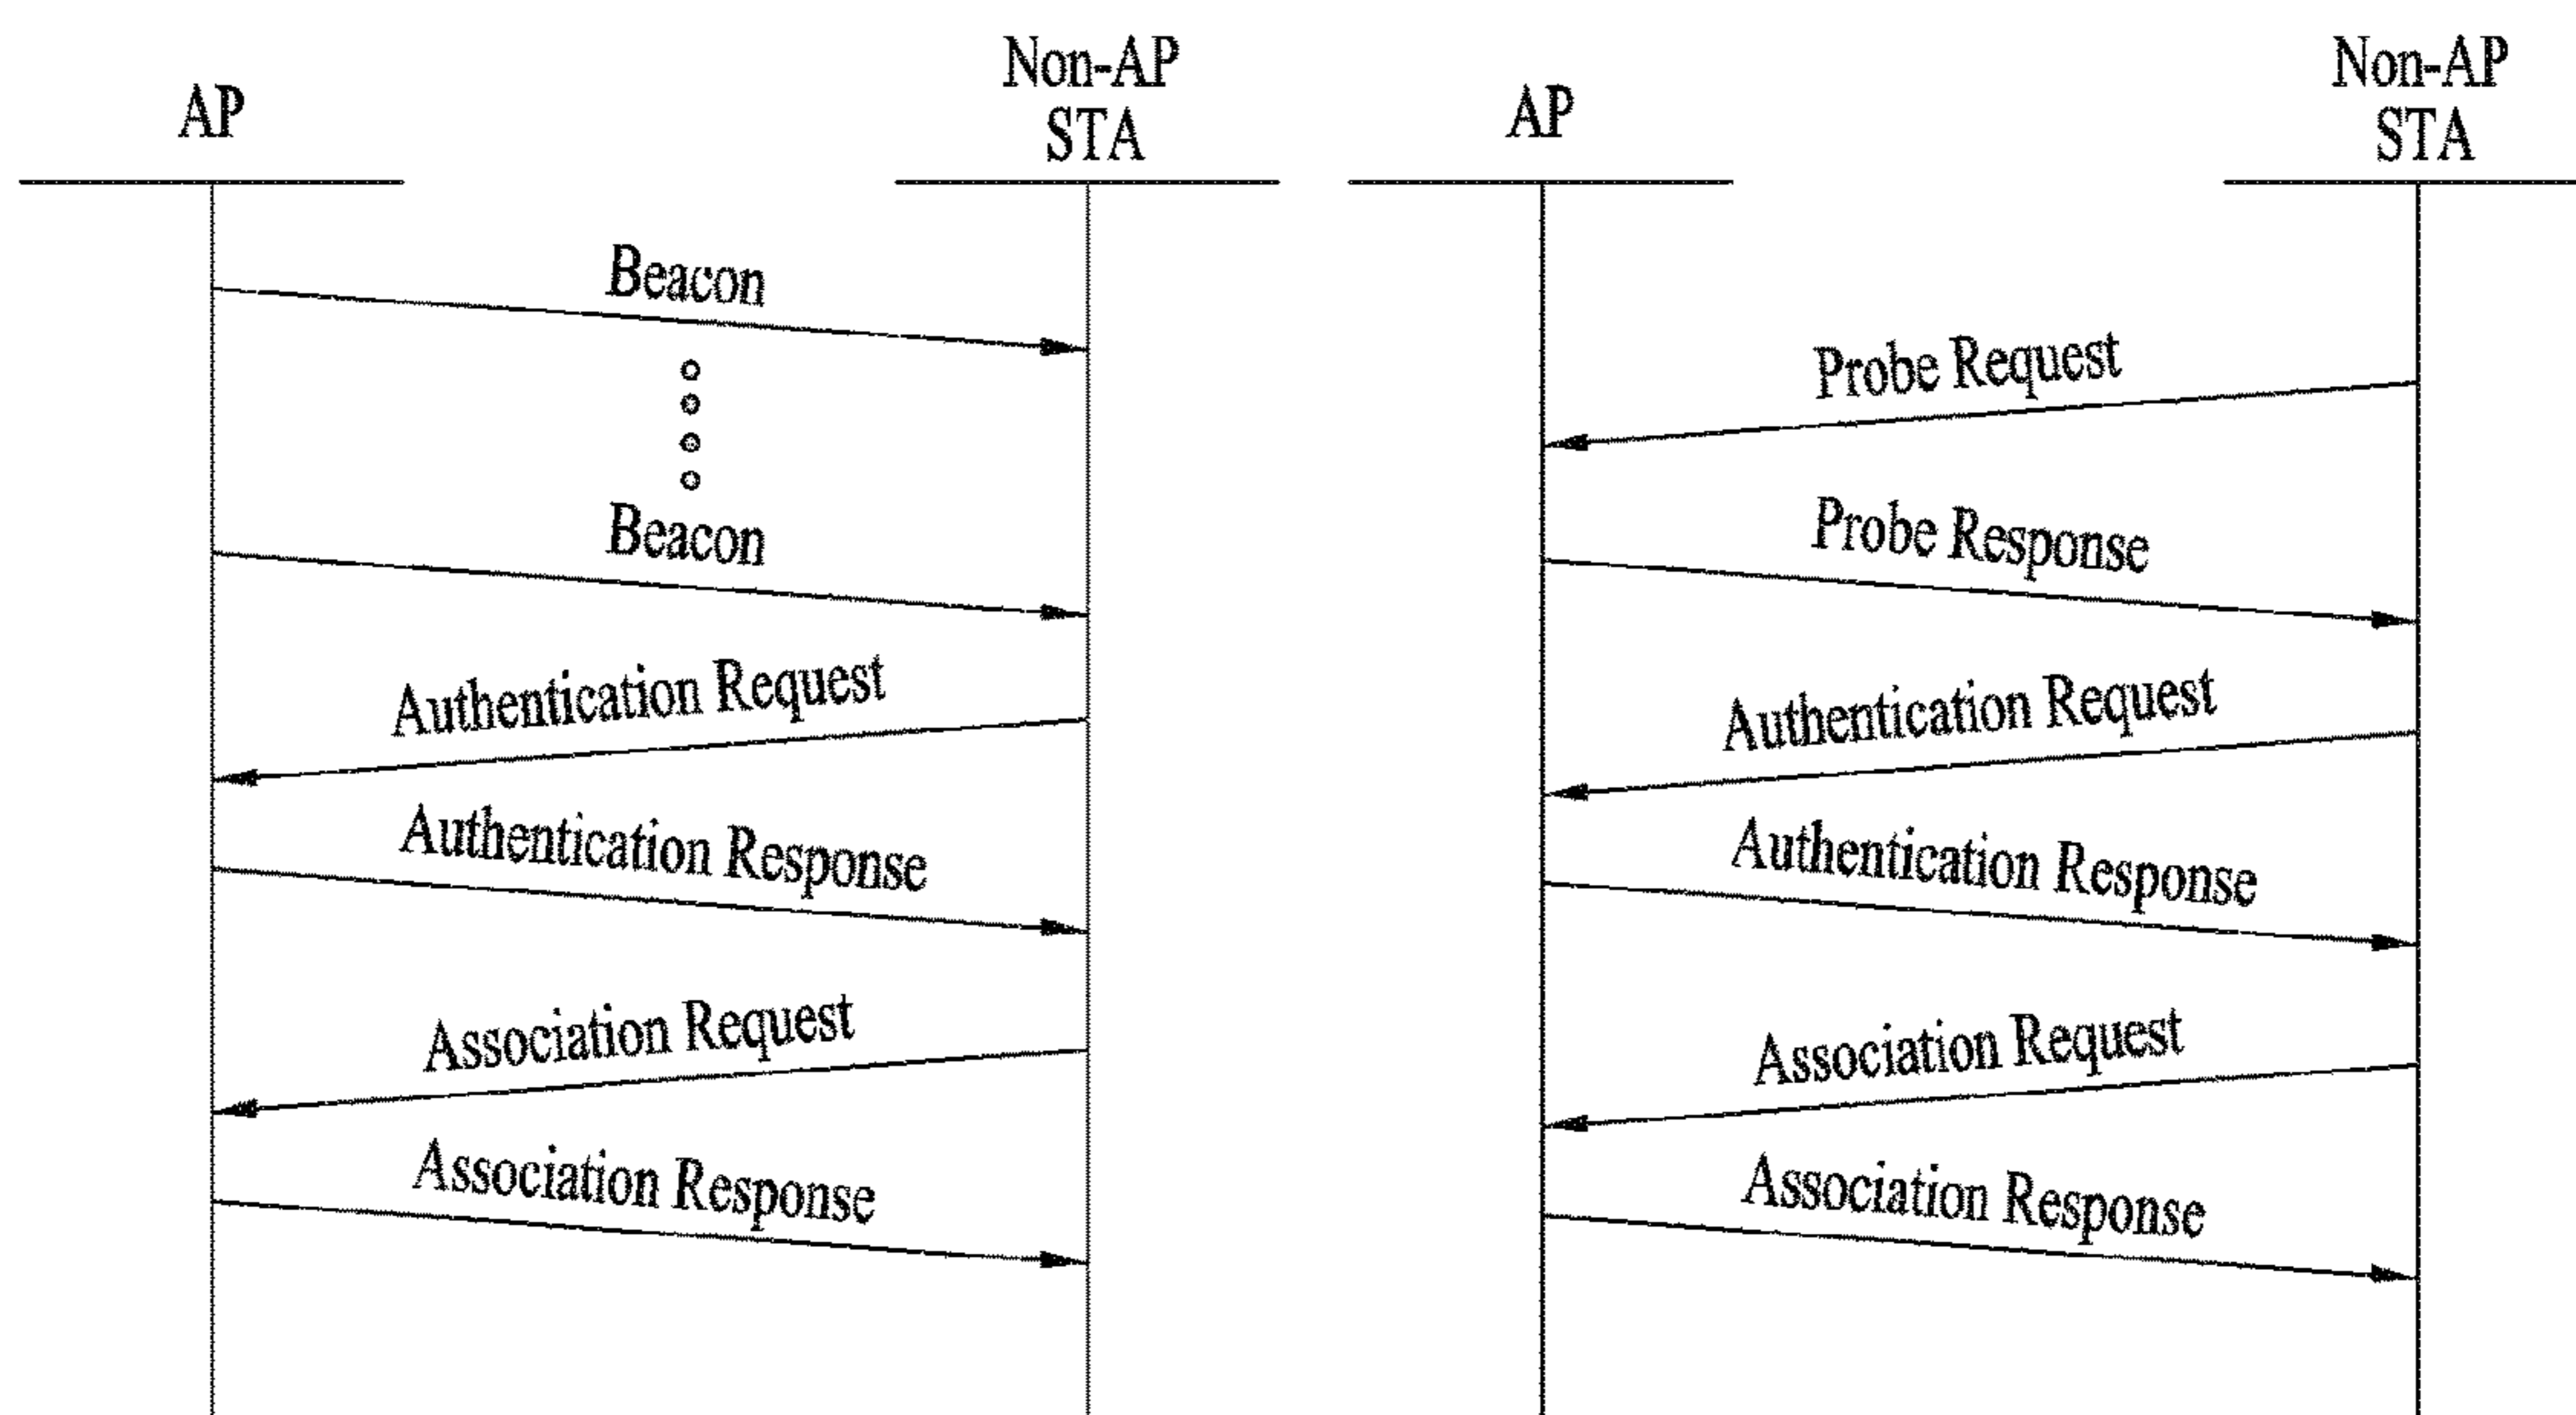 AP
Non-AP
STA
Beacon
Beacon
Authentication Request
Authentication Response
Association Request
Association Response
AP
Non-AP
STA
Probe Request
Probe Response
Authentication Request
Authentication Response
Association Request
Association Response